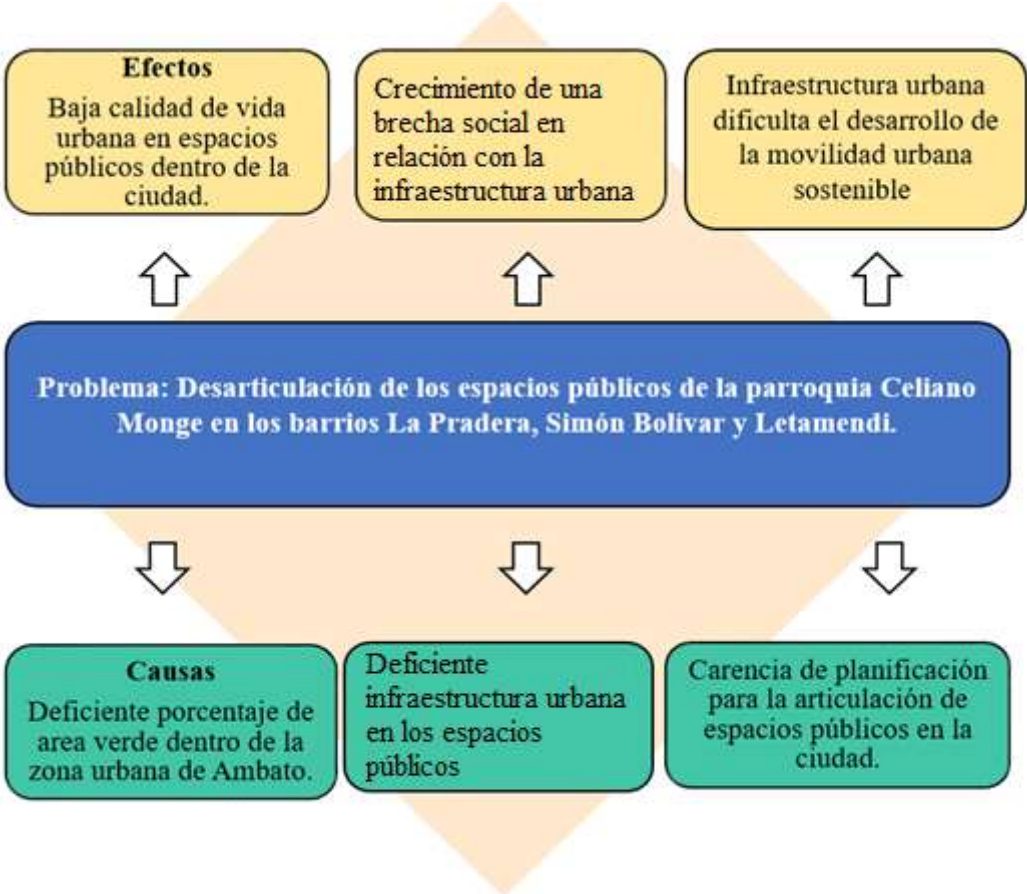 Efectos
Baja calidad de vida
urbana en espacios
públicos dentro de la
ciudad.
Crecimiento de una
brecha social en
relación con la
infraestructura urbana
Infraestructura urbana
dificulta el desarrollo de
la movilidad urbana
sostenible
Problema: Desarticulación de los espacios públicos de la parroquia Celiano
Monge en los barrios La Pradera, Simón Bolívar y Letamendi.
Causas
Deficiente porcentaje de
area verde dentro de la
zona urbana de Ambato.
Deficiente
infraestructura urbana
en los espacios
públicos
Carencia de planificación
para la articulación de
espacios públicos en la
ciudad.